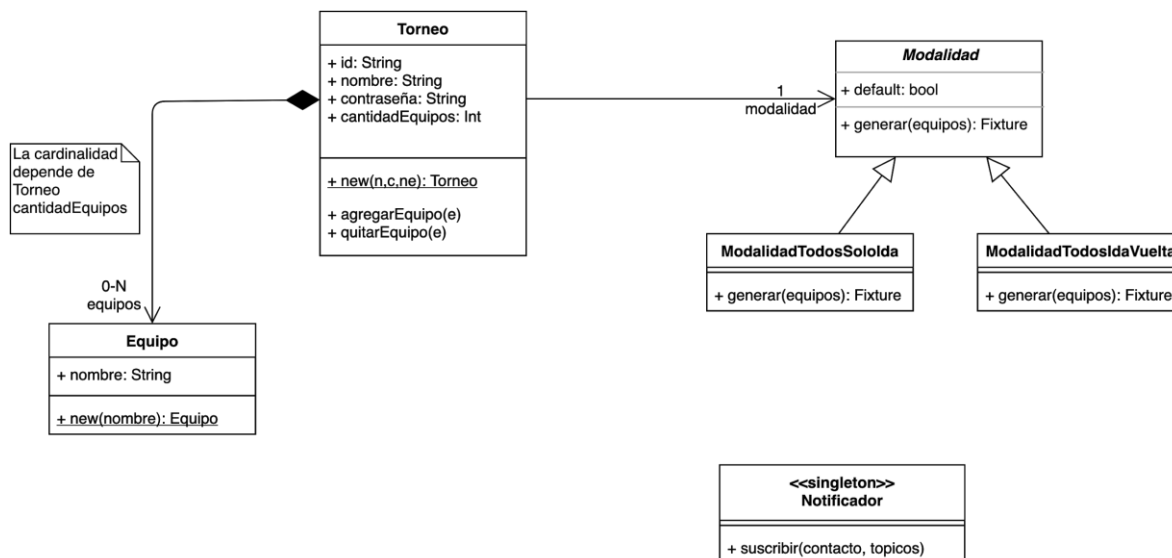 Torneo
+ id: String
+ nombre: String
+ contraseña: String
+ cantidadEquipos: Int
+ new(n,c,ne): Torneo
+ agregarEquipo(e)
+ quitarEquipo(e)
1
modalidad
Modalidad
+ default: bool
+ generar(equipos): Fixture
La cardinalidad
depende de
Torneo
cantidadEquipos
ModalidadTodosSoloIda
+ generar(equipos): Fixture
ModalidadTodosIdaVuelta
+ generar(equipos): Fixture
0-N
equipos
Equipo
+ nombre: String
+ new(nombre): Equipo
<<singleton>>
Notificador
+ suscribir(contacto, topicos)